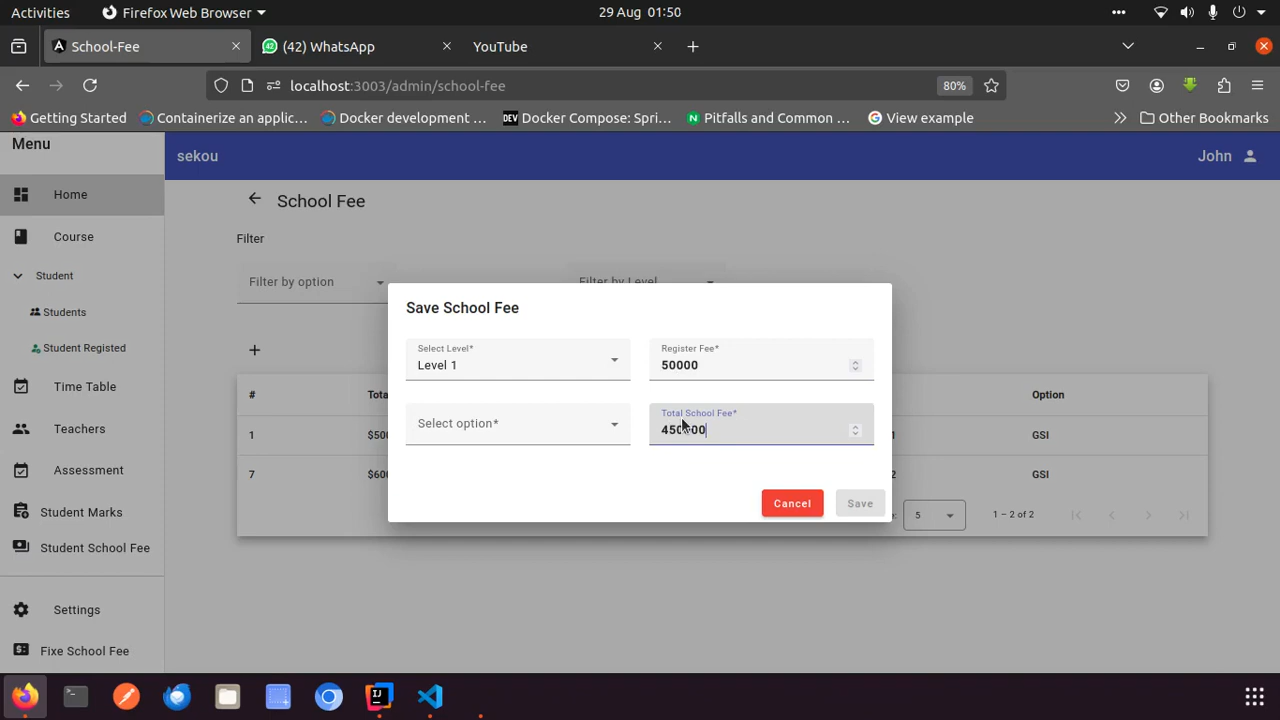 Activities
Firefox Web Browser
29 Aug 01:50
School-Fee
(42) WhatsApp
YouTube
localhost:3003/admin/school-fee
80%
Getting Started
Containerize an applic...
Docker development ...
DEV Docker Compose: Spri...
Pitfalls and Common ...
View example
Other Bookmarks
Menu
sekou
John
Home
Course
Student
Students
Student Registed
Time Table
Teachers
Assessment
Student Marks
Student School Fee
Settings
Fixe School Fee
School Fee
Filter
Filter by option
Filter by Level
Save School Fee
Select Level*
Level 1
Register Fee*
50000
Select option*
Total School Fee*
Cancel
Save
#
Option
1
GSI
7
GSI
5
1 – 2 of 2